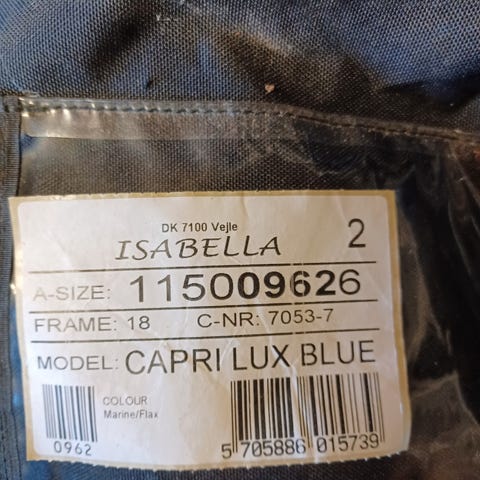 DK 7100 Vejle
ISABELLA
2
A-SIZE: 115009626
FRAME: 18 C-NR: 7053-7
MODEL: CAPRI LUX BLUE
COLOUR
Marine/Flax
0962
5 705886 015739